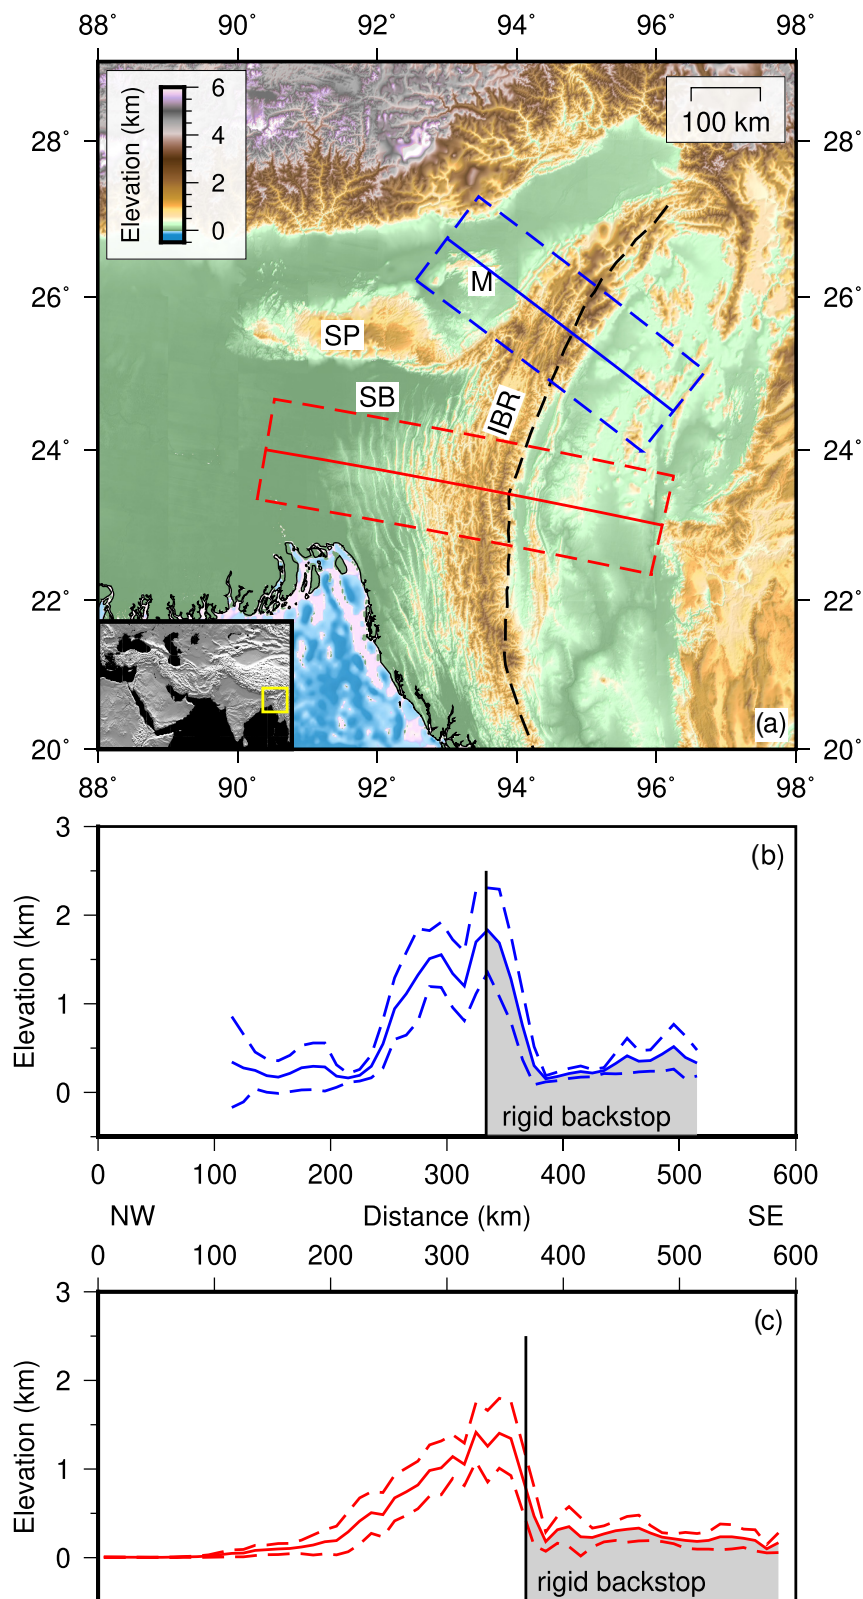 88˚ 90˚ 92˚ 94˚ 96˚ 98˚
Elevation (km)
6
4
2
0
100 km
28˚ 28˚
26˚ 26˚
24˚ 24˚
22˚ 22˚
20˚ 20˚
M
SP
SB
IBR
(a)
88˚ 90˚ 92˚ 94˚ 96˚ 98˚
3
2
1
0
Elevation (km)
(b)
rigid backstop
0 100 200 300 400 500 600
NW Distance (km) SE
0 100 200 300 400 500 600
3
2
1
0
Elevation (km)
(c)
rigid backstop